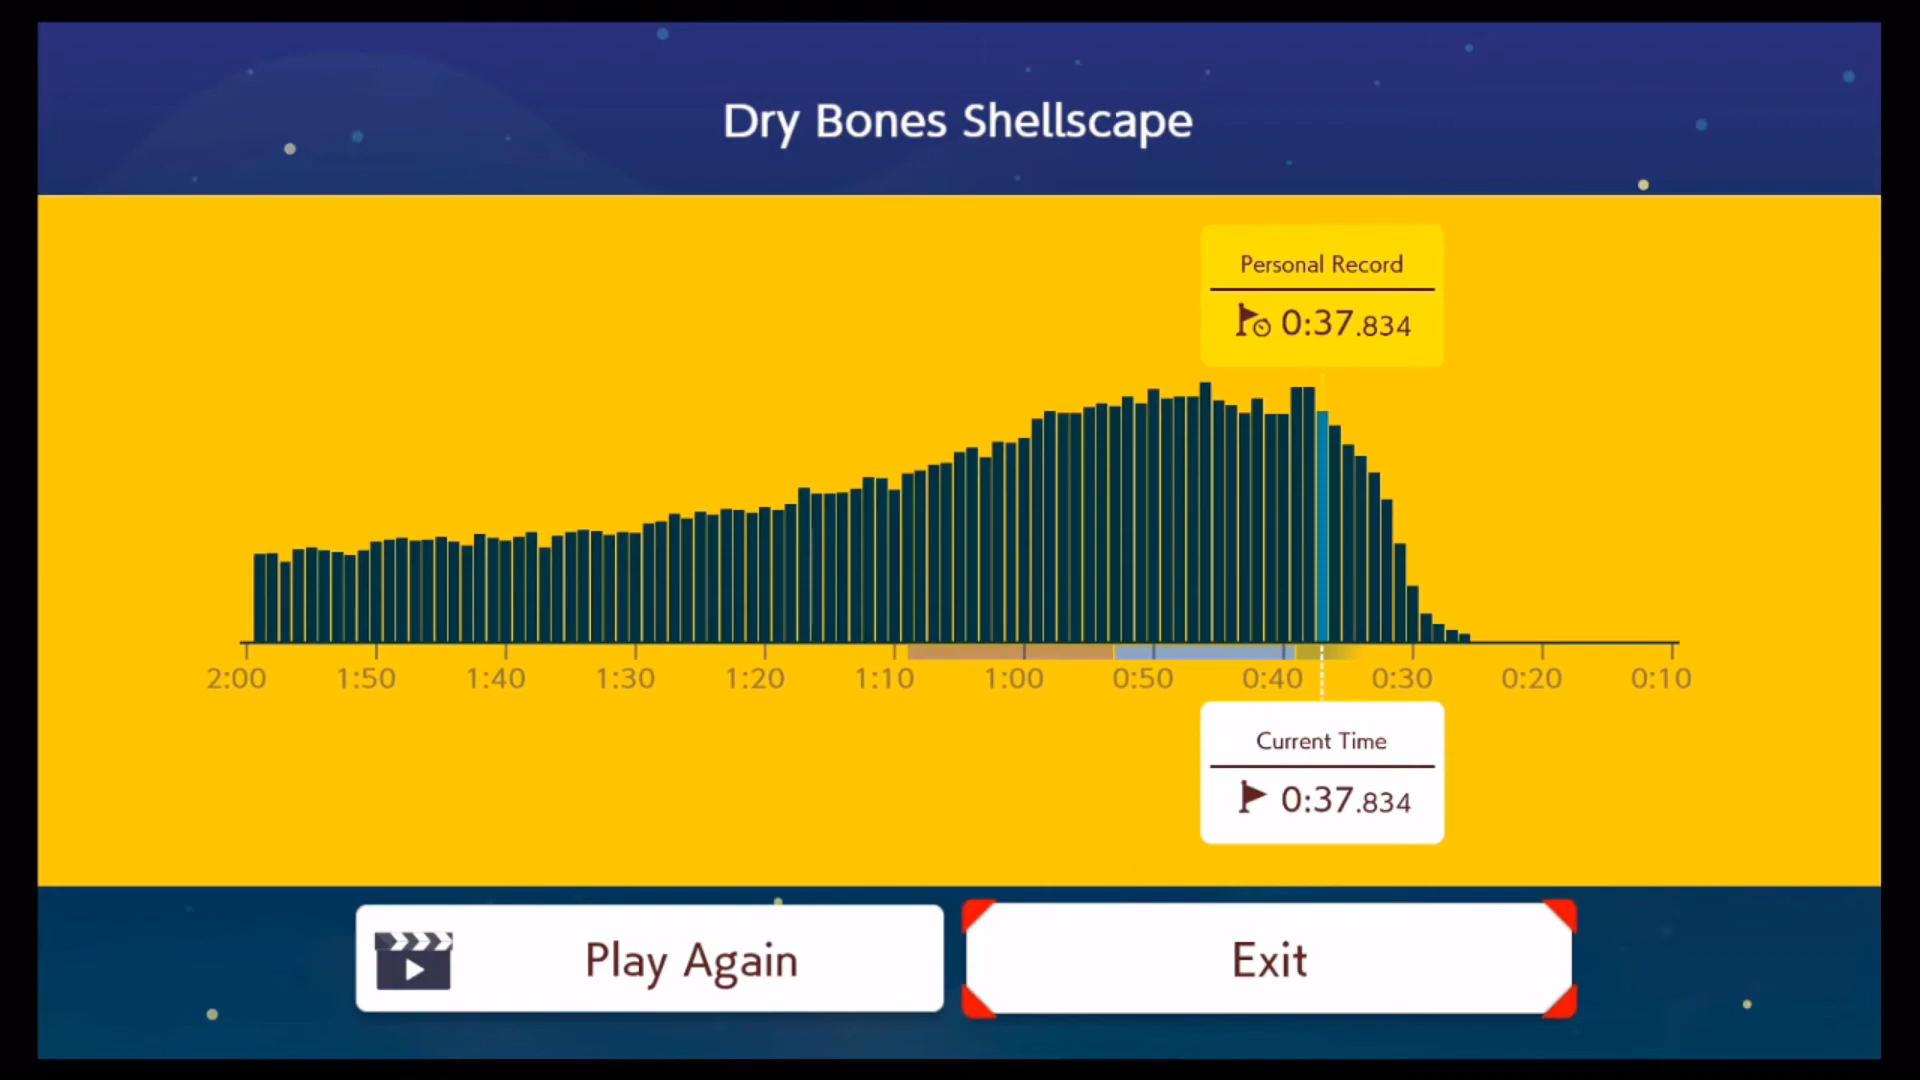 Dry Bones Shellscape
Personal Record
0:37.834
2:00 1:50 1:40 1:30 1:20 1:10 1:00 0:50 0:40 0:30 0:20 0:10
Current Time
0:37.834
Play Again
Exit